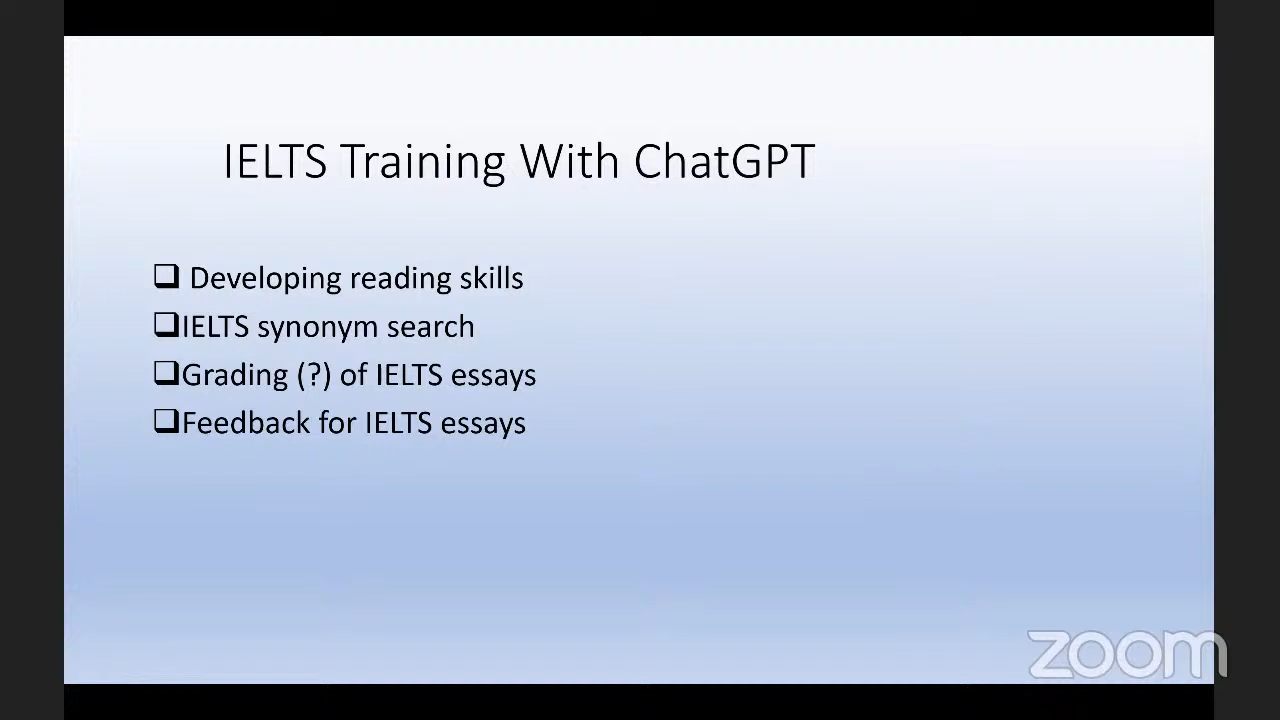 IELTS Training With ChatGPT
❑ Developing reading skills
❑IELTS synonym search
❑Grading (?) of IELTS essays
❑Feedback for IELTS essays
zoom